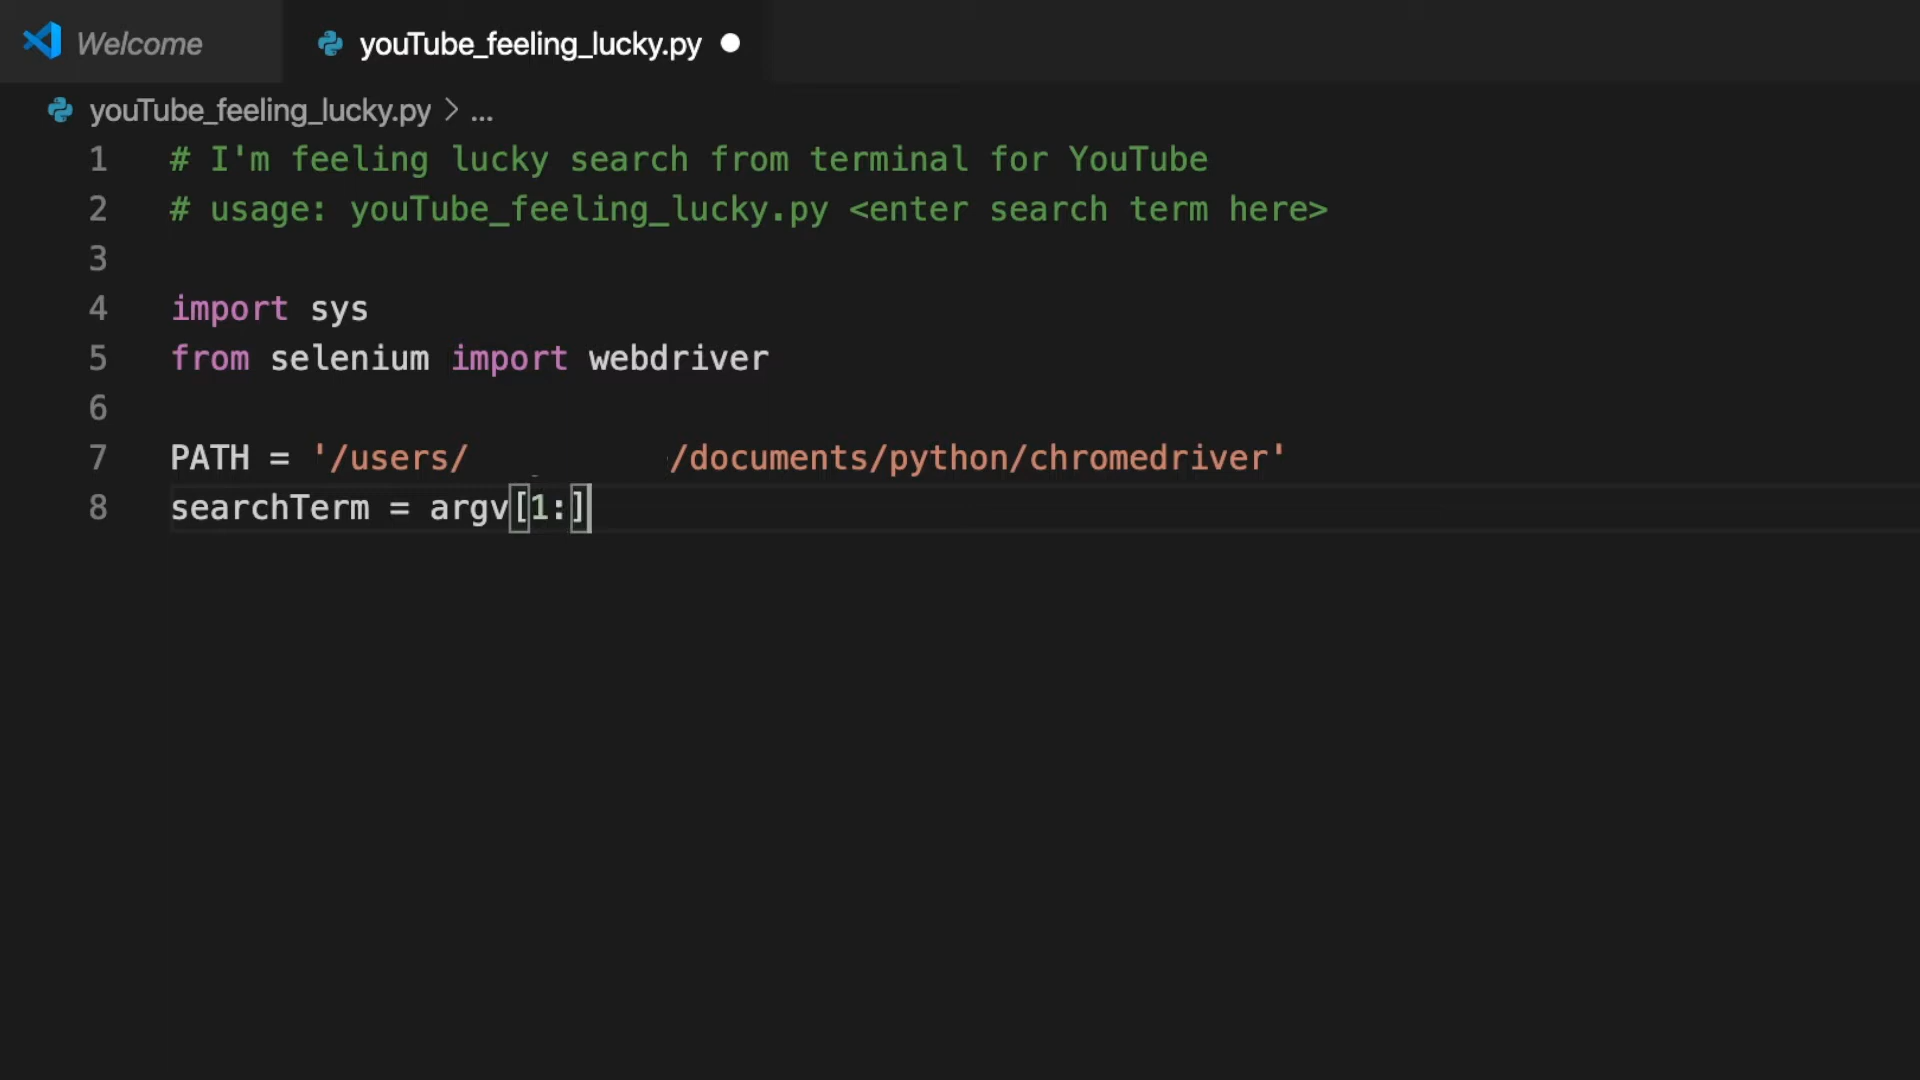 Welcome youTube_feeling_lucky.py
youTube_feeling_lucky.py > ...
1 # I'm feeling lucky search from terminal for YouTube
2 # usage: youTube_feeling_lucky.py <enter search term here>
3
4 import sys
5 from selenium import webdriver
6
7 PATH = '/users/ /documents/python/chromedriver'
8 searchTerm = argv[1:]